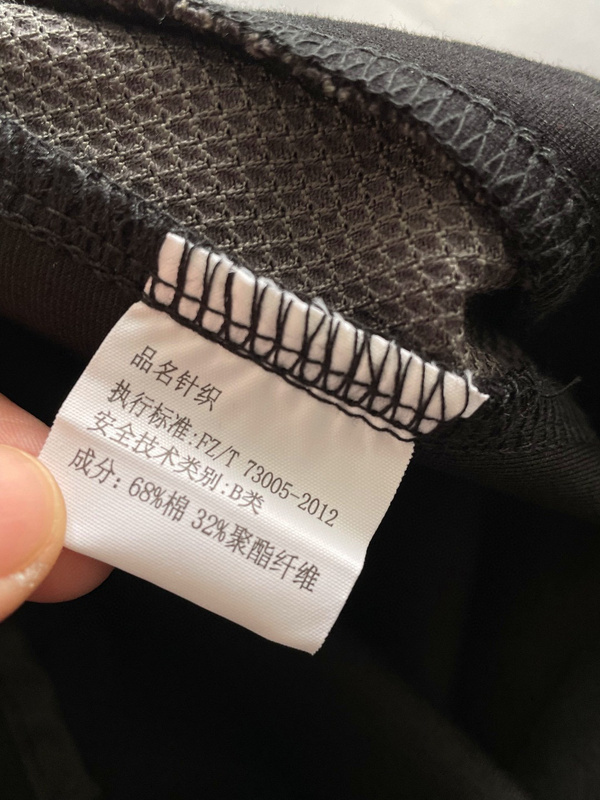 品名针织
执行标准:FZ/T 73005-2012
安全技术类别:B类
成分: 68%棉 32%聚酯纤维